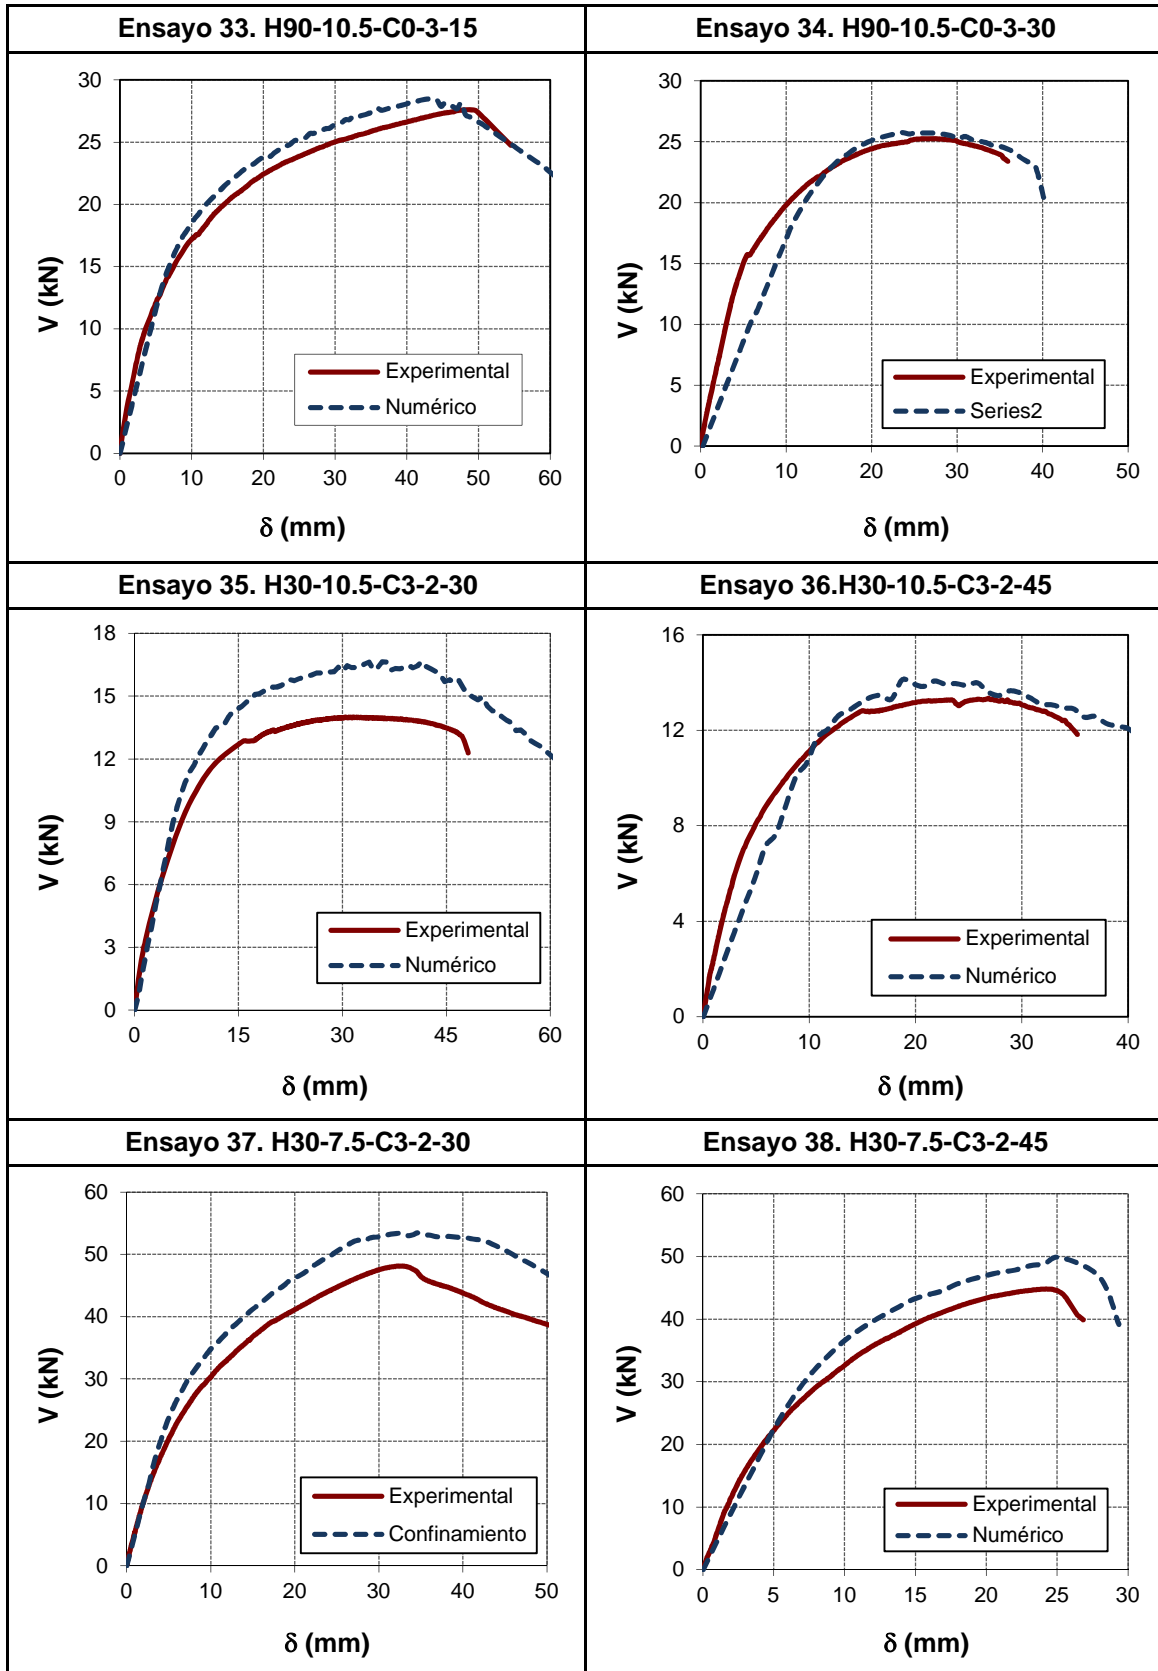 Ensayo 33. H90-10.5-C0-3-15
Ensayo 34. H90-10.5-C0-3-30
30
25
20
15
10
5
0
V (kN)
Experimental
Numérico
0 10 20 30 40 50 60
δ (mm)
30
25
20
15
10
5
0
V (kN)
Experimental
Series2
0 10 20 30 40 50
δ (mm)
Ensayo 35. H30-10.5-C3-2-30
Ensayo 36.H30-10.5-C3-2-45
18
15
12
9
6
3
0
V (kN)
Experimental
Numérico
0 15 30 45 60
δ (mm)
16
12
8
4
0
V (kN)
Experimental
Numérico
0 10 20 30 40
δ (mm)
Ensayo 37. H30-7.5-C3-2-30
Ensayo 38. H30-7.5-C3-2-45
60
50
40
30
20
10
0
V (kN)
Experimental
Confinamiento
0 10 20 30 40 50
δ (mm)
60
50
40
30
20
10
0
V (kN)
Experimental
Numérico
0 5 10 15 20 25 30
δ (mm)